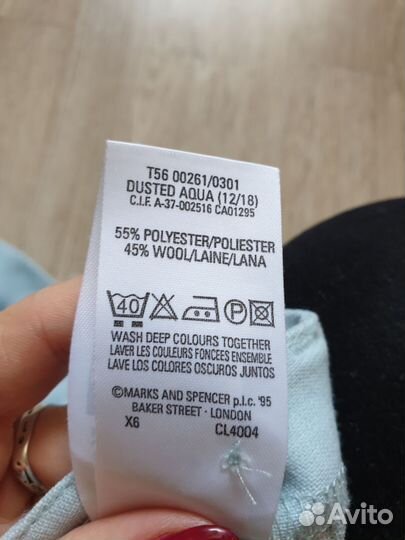 T56 00261/0301
DUSTED AQUA (12/18)
C.I.F. A-37-002516 CA01295
55% POLYESTER/POLIESTER
45% WOOL/LAINE/LANA
40 P
WASH DEEP COLOURS TOGETHER
LAVER LES COULEURS FONCEES ENSEMBLE
LAVE LOS COLORES OSCUROS JUNTOS
©MARKS AND SPENCER p.l.c. '95
BAKER STREET · LONDON
X6 CL4004
Avito